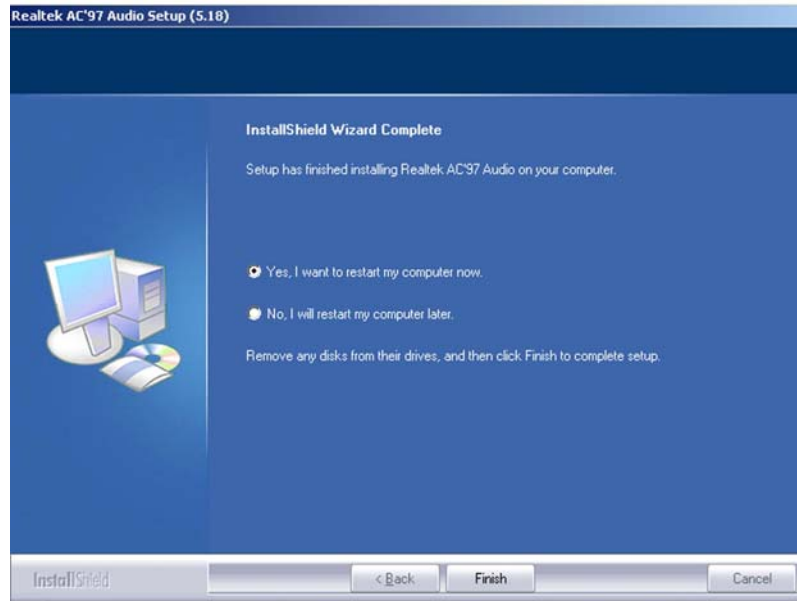 Realtek AC'97 Audio Setup (5.18)
InstallShield Wizard Complete
Setup has finished installing Realtek AC'97 Audio on your computer.
Yes, I want to restart my computer now.
No, I will restart my computer later.
Remove any disks from their drives, and then click Finish to complete setup.
InstallShield
< Back Finish Cancel